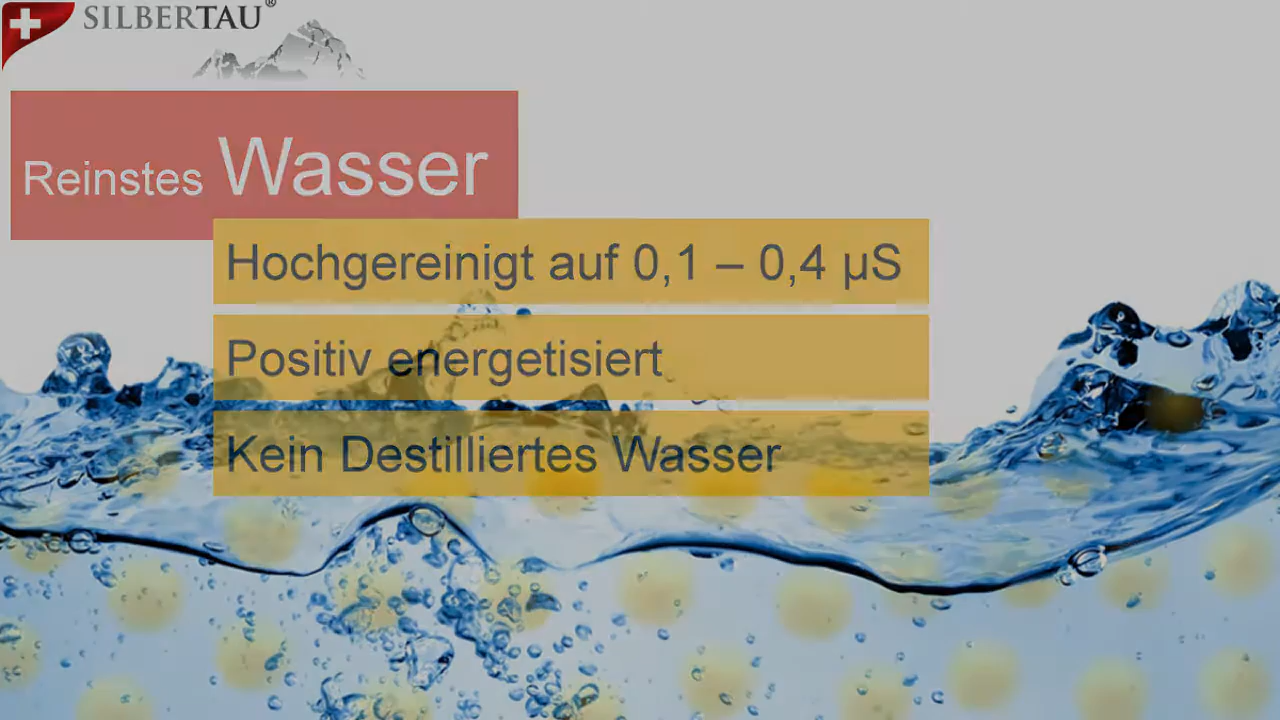 SILBERTAU®
Reinstes Wasser
Hochgereinigt auf 0,1 – 0,4 µS
Positiv energetisiert
Kein Destilliertes Wasser